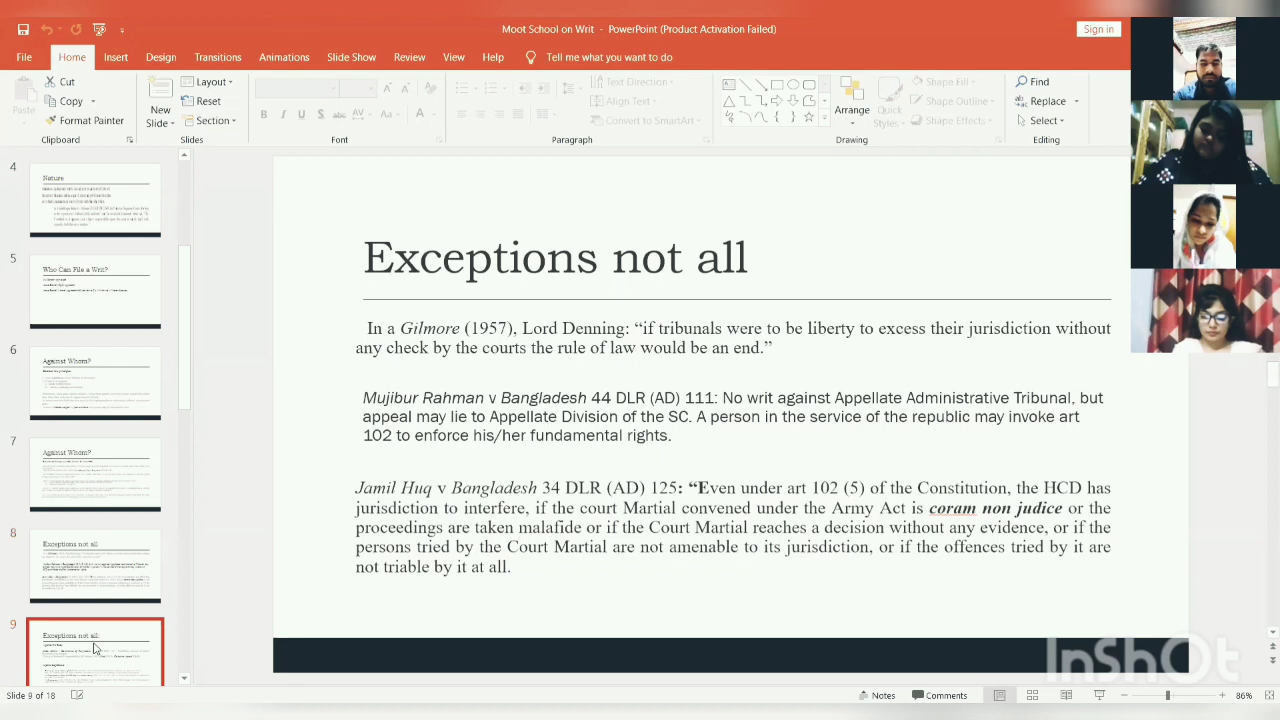 Moot School on Writ - PowerPoint (Product Activation Failed)
Sign in
File Home Insert Design Transitions Animations Slide Show Review View Help Tell me what you want to do
Paste
Cut
Copy
Format Painter
Clipboard
New Slide
Layout
Reset
Section
Slides
B I U S abc AV Aa A
Font
Text Direction
Align Text
Convert to SmartArt
Paragraph
Arrange
Quick Styles
Shape Fill
Shape Outline
Shape Effects
Drawing
Find
Replace
Select
Editing
4
Nature
5
Who Can File a Writ?
6
Against Whom?
7
Against Whom?
8
Exceptions not all
9
Exceptions not all:
Exceptions not all
In a Gilmore (1957), Lord Denning: “if tribunals were to be liberty to excess their jurisdiction without
any check by the courts the rule of law would be an end.”
Mujibur Rahman v Bangladesh 44 DLR (AD) 111: No writ against Appellate Administrative Tribunal, but
appeal may lie to Appellate Division of the SC. A person in the service of the republic may invoke art
102 to enforce his/her fundamental rights.
Jamil Huq v Bangladesh 34 DLR (AD) 125: “Even under art 102 (5) of the Constitution, the HCD has
jurisdiction to interfere, if the court Martial convened under the Army Act is coram non judice or the
proceedings are taken malafide or if the Court Martial reaches a decision without any evidence, or if the
persons tried by the Court Martial are not amenable to its jurisdiction, or if the offences tried by it are
not triable by it at all.
InShOt
Slide 9 of 18
Notes
Comments
86%